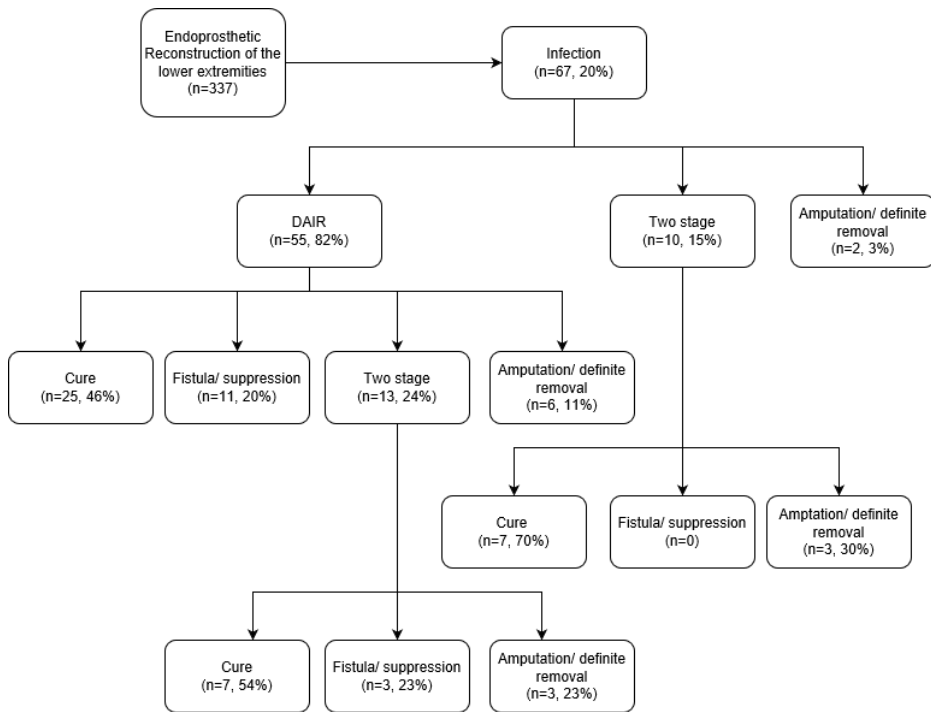 Endoprosthetic
Reconstruction of the
lower extremities
(n=337)
Infection
(n=67, 20%)
DAIR
(n=55, 82%)
Two stage
(n=10, 15%)
Amputation/ definite
removal
(n=2, 3%)
Cure
(n=25, 46%)
Fistula/ suppression
(n=11, 20%)
Two stage
(n=13, 24%)
Amputation/ definite
removal
(n=6, 11%)
Cure
(n=7, 70%)
Fistula/ suppression
(n=0)
Amptation/ definite
removal
(n=3, 30%)
Cure
(n=7, 54%)
Fistula/ suppression
(n=3, 23%)
Amputation/ definite
removal
(n=3, 23%)